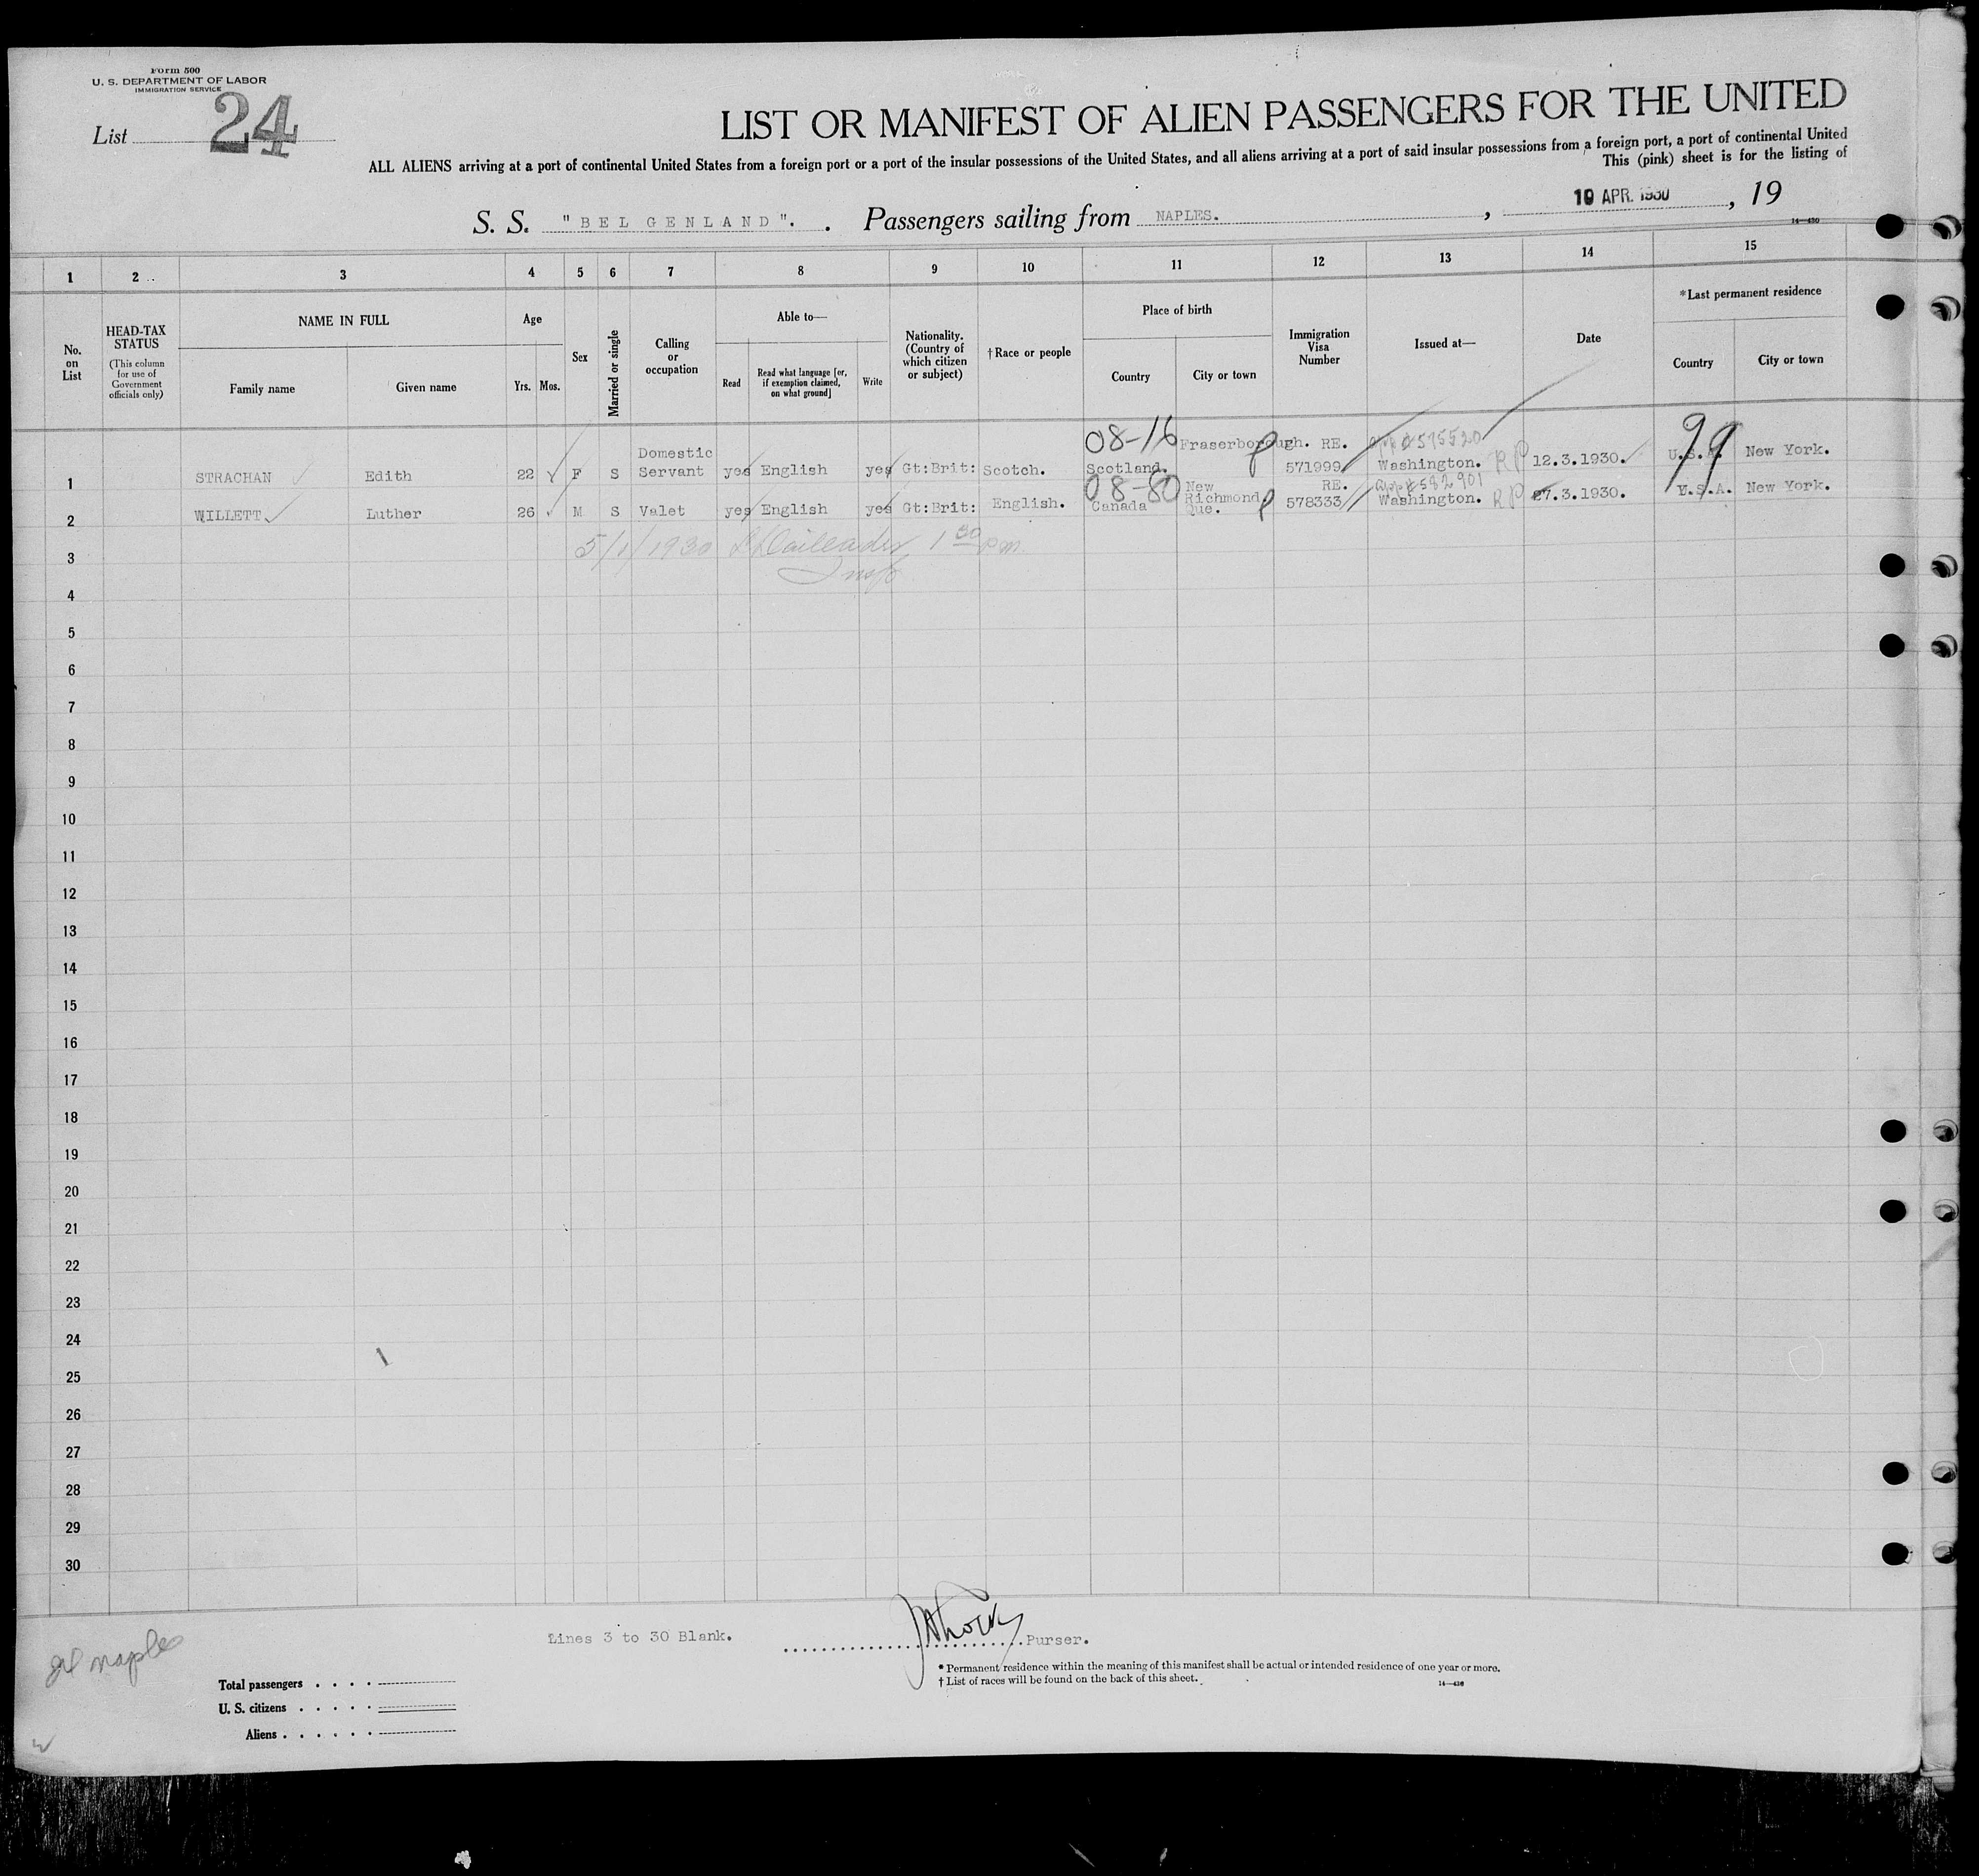 Form 500
U. S. DEPARTMENT OF LABOR
IMMIGRATION SERVICE
List 24
LIST OR MANIFEST OF ALIEN PASSENGERS FOR THE UNITED
ALL ALIENS arriving at a port of continental United States from a foreign port or a port of the insular possessions of the United States, and all aliens arriving at a port of said insular possessions from a foreign port, a port of continental United
This (pink) sheet is for the listing of
S. S. "BELGENLAND". Passengers sailing from NAPLES. , 10 APR. 1930 , 19
14—430
1 2 3 4 5 6 7 8 9 10 11 12 13 14 15
No. on List
HEAD-TAX STATUS
(This column for use of Government officials only)
NAME IN FULL
Family name Given name
Age
Yrs. Mos.
Sex
Married or single
Calling or occupation
Able to—
Read
Read what language [or, if exemption claimed, on what ground]
Write
Nationality. (Country of which citizen or subject)
†Race or people
Place of birth
Country City or town
Immigration Visa Number
Issued at—
Date
*Last permanent residence
Country City or town
1 STRACHAN Edith 22 F S Domestic Servant yes English yes Gt:Brit: Scotch. 08-16 Scotland. Fraserborough. RE. 571999 575520 Washington. RP 12.3.1930. U.S.A. 99 New York.
2 WILLETT Luther 26 M S Valet yes English yes Gt:Brit: English. 08-80 Canada New Richmond, Que. RE. 578333 582901 Washington. RP 27.3.1930. U.S.A. New York.
5/1/1930 1 30 pm
3
4
5
6
7
8
9
10
11
12
13
14
15
16
17
18
19
20
21
22
23
24
25
26
27
28
29
30
Lines 3 to 30 Blank.
Purser.
Naples
* Permanent residence within the meaning of this manifest shall be actual or intended residence of one year or more.
† List of races will be found on the back of this sheet.
14—430
Total passengers
U. S. citizens
Aliens